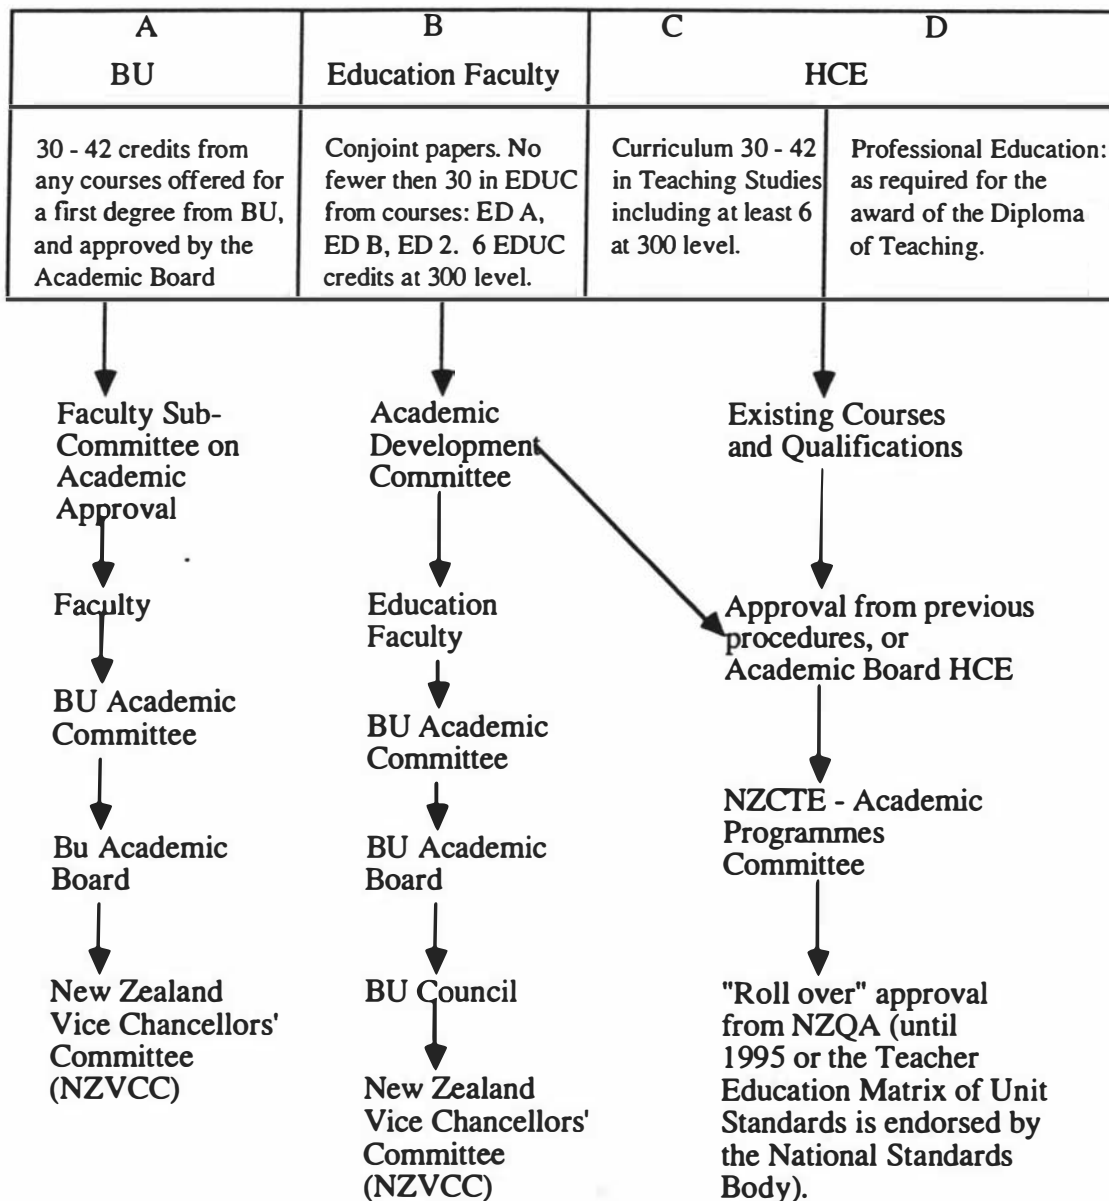 A
BU
B
Education Faculty
C
D
HCE
30 - 42 credits from
any courses offered for
a first degree from BU,
and approved by the
Academic Board
Conjoint papers. No
fewer then 30 in EDUC
from courses: ED A,
ED B, ED 2. 6 EDUC
credits at 300 level.
Curriculum 30 - 42
in Teaching Studies
including at least 6
at 300 level.
Professional Education:
as required for the
award of the Diploma
of Teaching.
Faculty Sub-
Committee on
Academic
Approval
Faculty
BU Academic
Committee
Bu Academic
Board
New Zealand
Vice Chancellors'
Committee
(NZVCC)
Academic
Development
Committee
Education
Faculty
BU Academic
Committee
BU Academic
Board
BU Council
New Zealand
Vice Chancellors'
Committee
(NZVCC)
Existing Courses
and Qualifications
Approval from previous
procedures, or
Academic Board HCE
NZCTE - Academic
Programmes
Committee
"Roll over" approval
from NZQA (until
1995 or the Teacher
Education Matrix of Unit
Standards is endorsed by
the National Standards
Body).